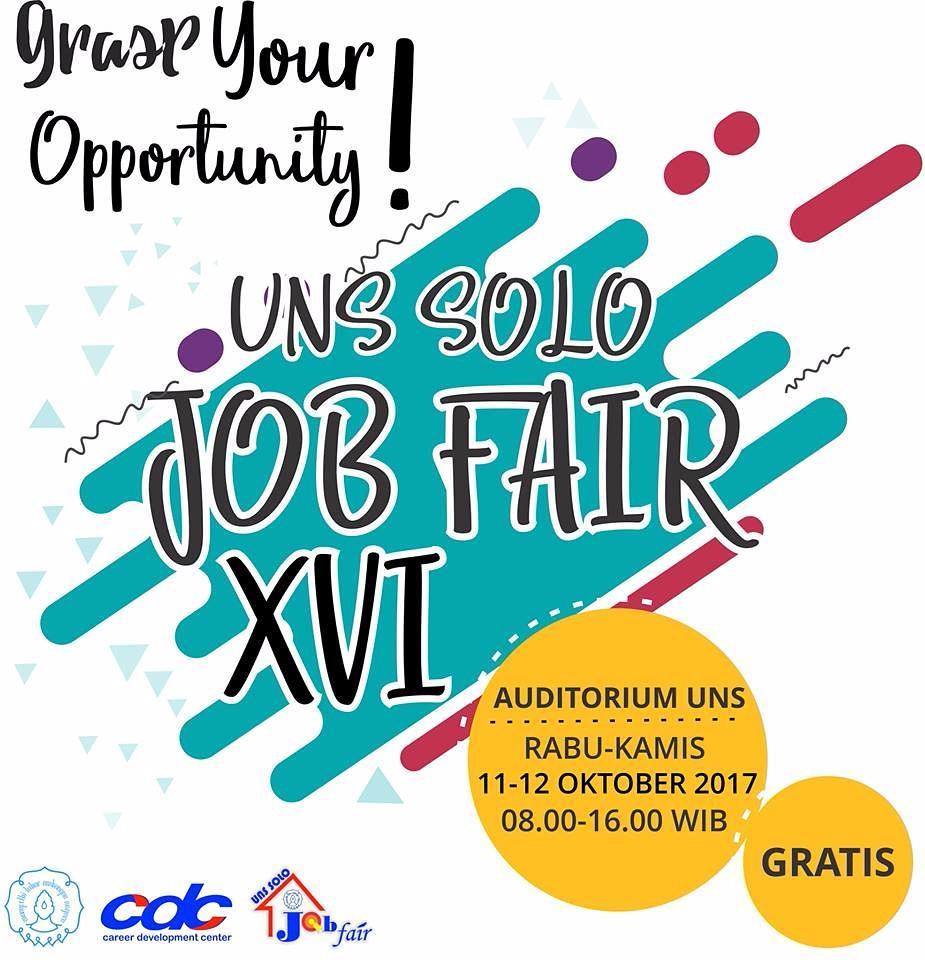 Grasp Your
Opportunity!
UNS SOLO
JOB FAIR
XVI
AUDITORIUM UNS
RABU-KAMIS
11-12 OKTOBER 2017
08.00-16.00 WIB
GRATIS
cdc
career development center
UNS SOLO
Job fair